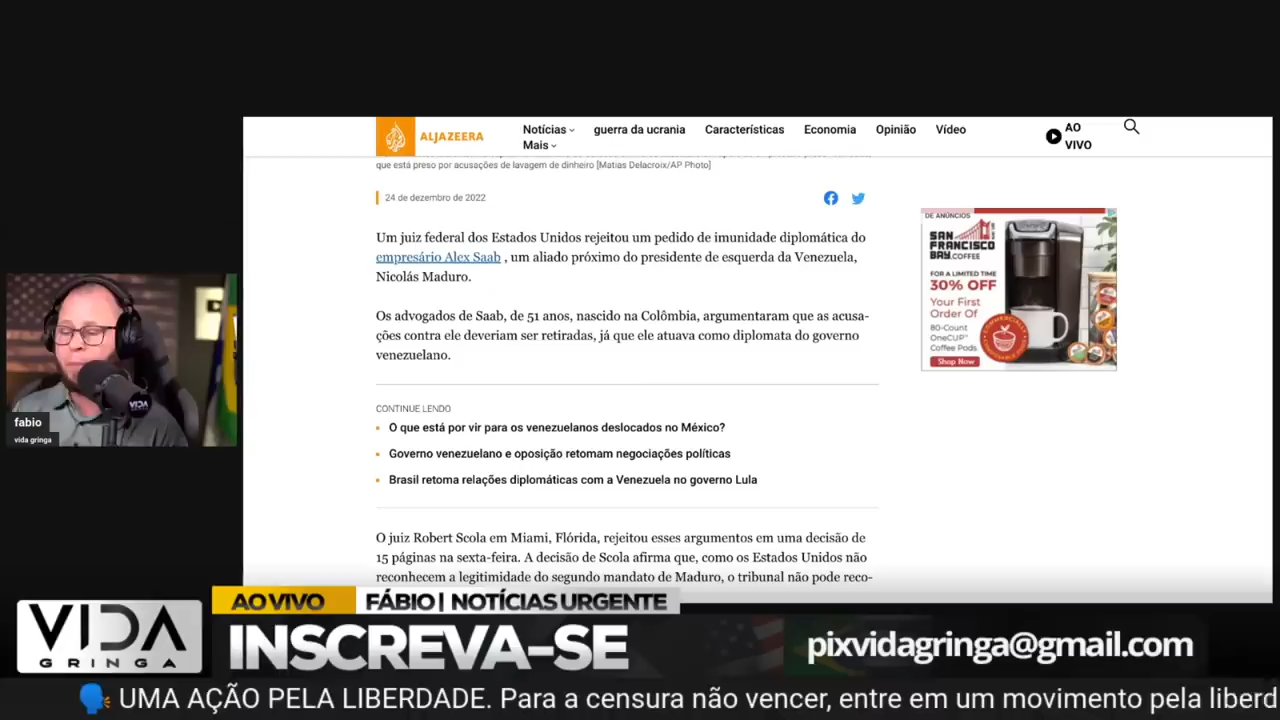 ALJAZEERA
Notícias
guerra da ucrania
Características
Economia
Opinião
Vídeo
Mais
AO
VIVO
que está preso por acusações de lavagem de dinheiro [Matias Delacroix/AP Photo]
24 de dezembro de 2022
Um juiz federal dos Estados Unidos rejeitou um pedido de imunidade diplomática do
empresário Alex Saab , um aliado próximo do presidente de esquerda da Venezuela,
Nicolás Maduro.
Os advogados de Saab, de 51 anos, nascido na Colômbia, argumentaram que as acusa-
ções contra ele deveriam ser retiradas, já que ele atuava como diplomata do governo
venezuelano.
CONTINUE LENDO
O que está por vir para os venezuelanos deslocados no México?
Governo venezuelano e oposição retomam negociações políticas
Brasil retoma relações diplomáticas com a Venezuela no governo Lula
O juiz Robert Scola em Miami, Flórida, rejeitou esses argumentos em uma decisão de
15 páginas na sexta-feira. A decisão de Scola afirma que, como os Estados Unidos não
reconhecem a legitimidade do segundo mandato de Maduro, o tribunal não pode reco-
DE ANÚNCIOS
SAN
FRANCISCO
BAY.COFFEE
FOR A LIMITED TIME
30% OFF
Your First
Order Of
80-Count
OneCUP™
Coffee Pods.
Shop Now
VIDA
fabio
vida gringa
AO VIVO
FÁBIO | NOTÍCIAS URGENTE
VIDA
GRINGA
INSCREVA-SE
pixvidagringa@gmail.com
UMA AÇÃO PELA LIBERDADE. Para a censura não vencer, entre em um movimento pela liberd